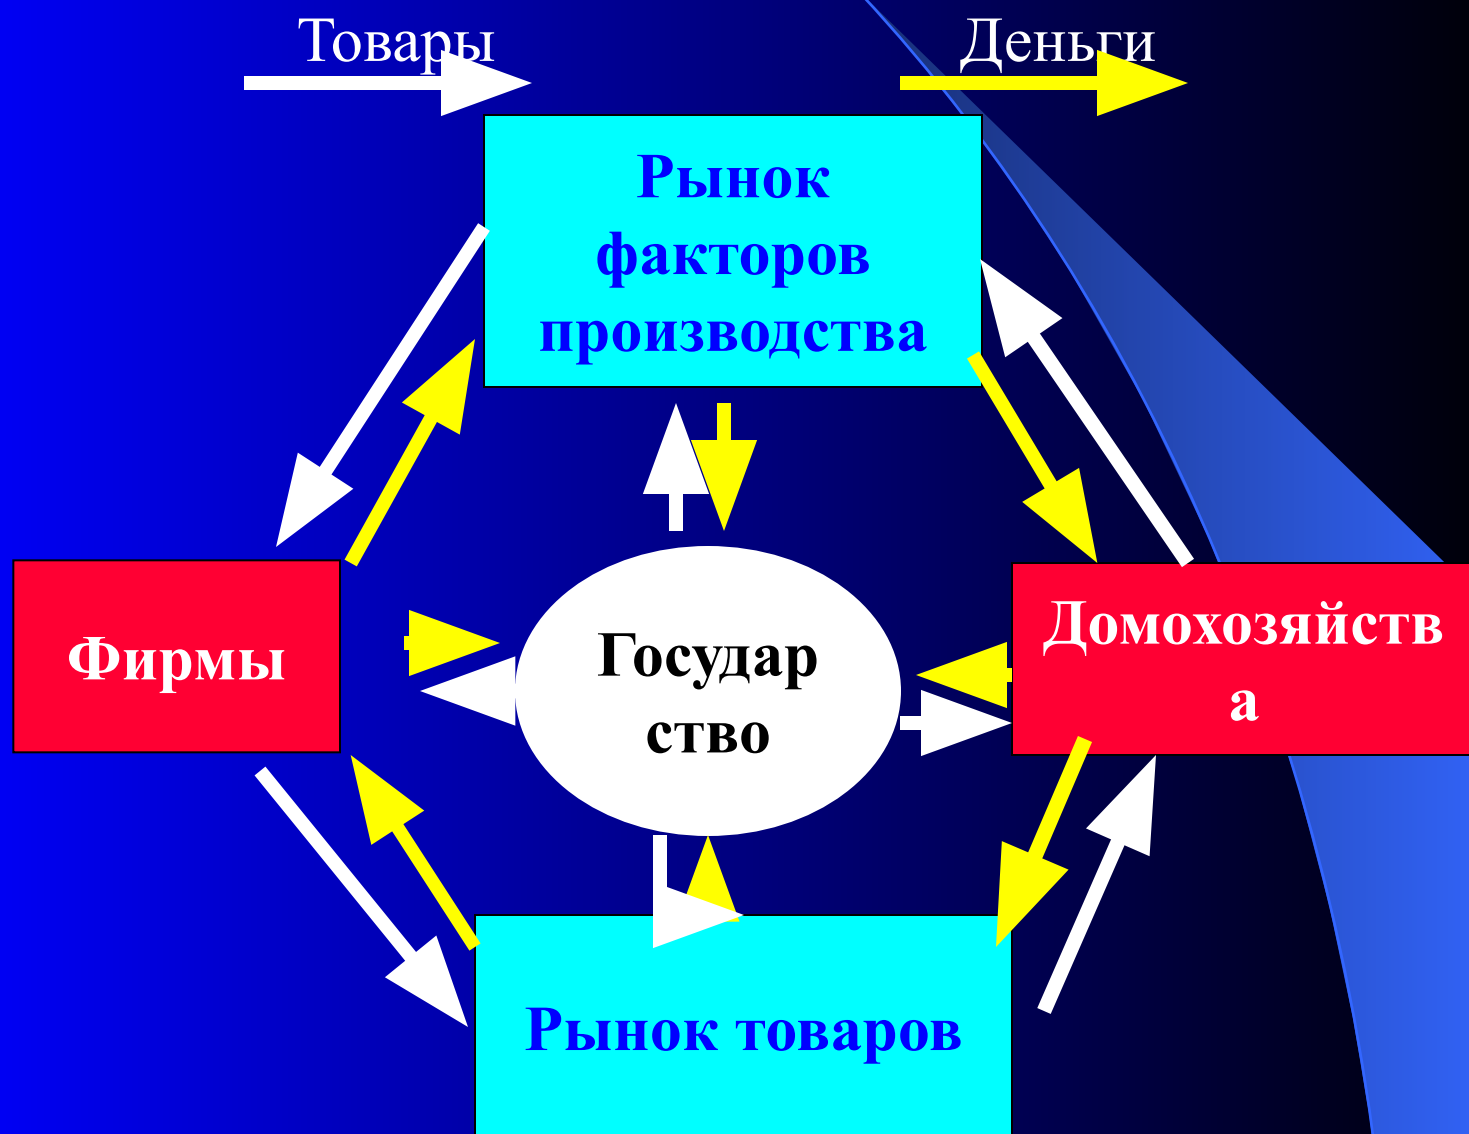 Товары
Деньги
Рынок
факторов
производства
Фирмы
Государ
ство
Домохозяйств
а
Рынок товаров